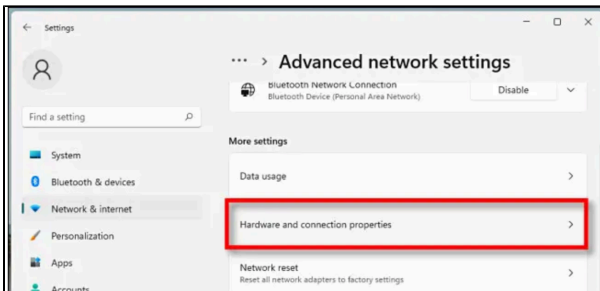 Settings
··· > Advanced network settings
Bluetooth Network Connection
Bluetooth Device (Personal Area Network)
Disable
Find a setting
More settings
System
Data usage
Bluetooth & devices
Network & internet
Hardware and connection properties
Personalization
Apps
Network reset
Reset all network adapters to factory settings
Accounts